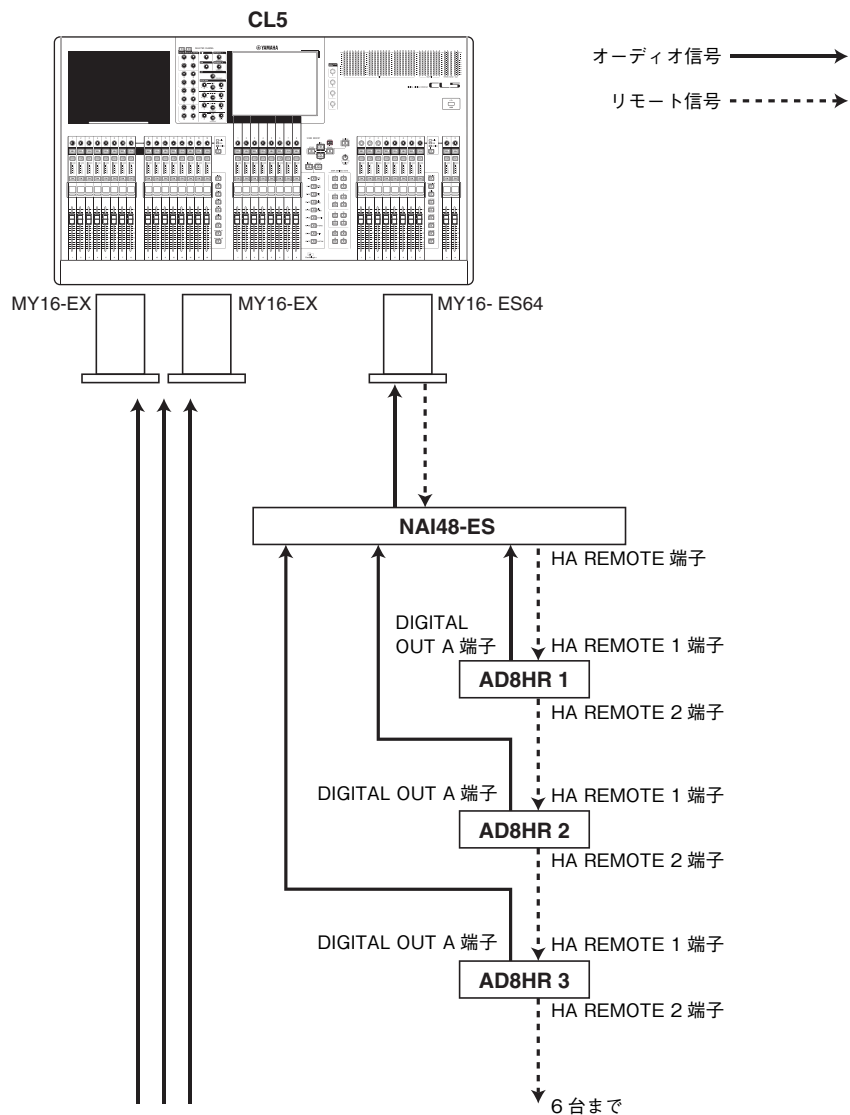 CL5
YAMAHA
CL5
オーディオ信号
リモート信号
MY16-EX
MY16-EX
MY16- ES64
NAI48-ES
HA REMOTE 端子
DIGITAL
OUT A 端子
HA REMOTE 1 端子
AD8HR 1
HA REMOTE 2 端子
DIGITAL OUT A 端子
HA REMOTE 1 端子
AD8HR 2
HA REMOTE 2 端子
DIGITAL OUT A 端子
HA REMOTE 1 端子
AD8HR 3
HA REMOTE 2 端子
6 台まで